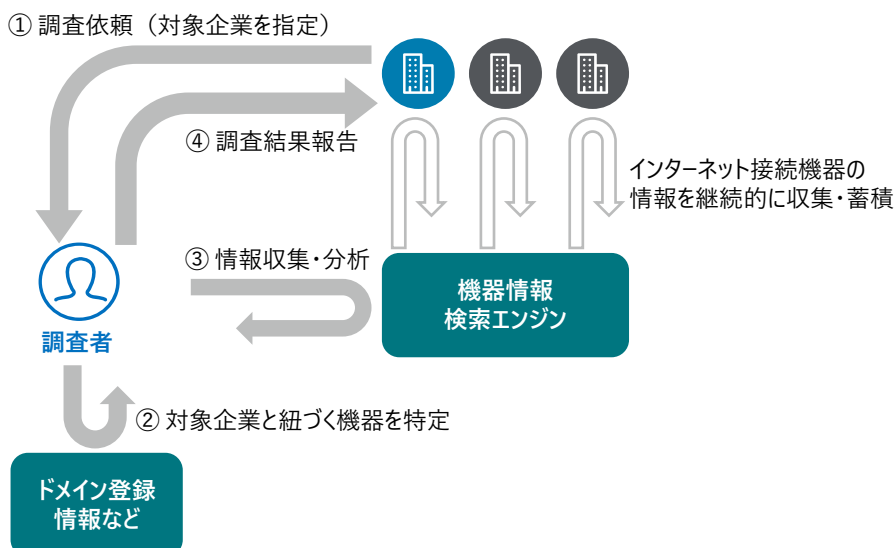 ① 調査依頼（対象企業を指定）
④ 調査結果報告
インターネット接続機器の
情報を継続的に収集・蓄積
③ 情報収集・分析
機器情報
検索エンジン
調査者
② 対象企業と紐づく機器を特定
ドメイン登録
情報など